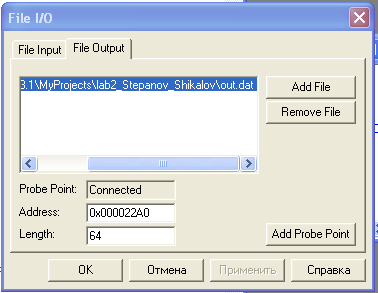 File I/O
File Input File Output
3.1\MyProjects\lab2_Stepanov_Shikalov\out.dat
Add File
Remove File
Probe Point: Connected
Address: 0x000022A0
Length: 64
Add Probe Point
OK Отмена Применить Справка